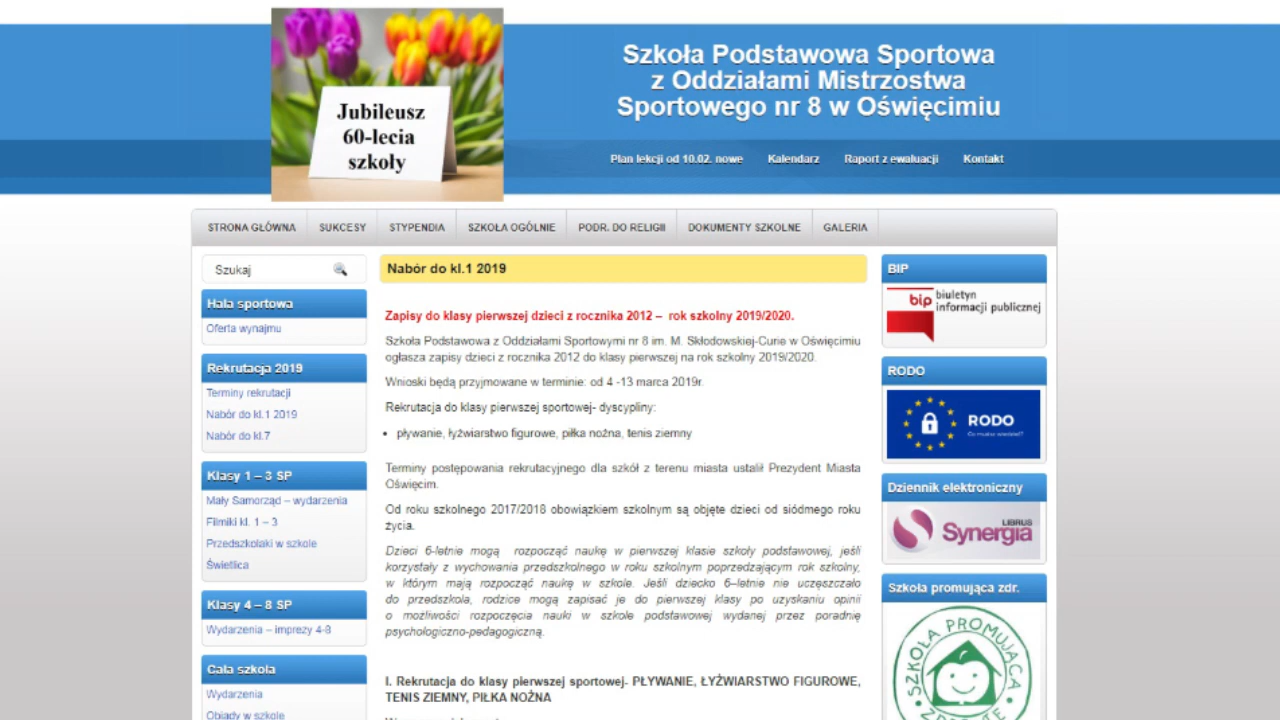 Jubileusz
60-lecia
szkoły
Szkoła Podstawowa Sportowa
z Oddziałami Mistrzostwa
Sportowego nr 8 w Oświęcimiu
Plan lekcji od 10.02. nowe
Kalendarz
Raport z ewaluacji
Kontakt
STRONA GŁÓWNA
SUKCESY
STYPENDIA
SZKOŁA OGÓLNIE
PODR. DO RELIGII
DOKUMENTY SZKOLNE
GALERIA
Szukaj
Hala sportowa
Oferta wynajmu
Rekrutacja 2019
Terminy rekrutacji
Nabór do kl.1 2019
Nabór do kl.7
Klasy 1 – 3 SP
Mały Samorząd – wydarzenia
Filmiki kl. 1 – 3
Przedszkolaki w szkole
Świetlica
Klasy 4 – 8 SP
Wydarzenia – imprezy 4-8
Cała szkoła
Wydarzenia
Obiady w szkole
Nabór do kl.1 2019
Zapisy do klasy pierwszej dzieci z rocznika 2012 – rok szkolny 2019/2020.
Szkoła Podstawowa z Oddziałami Sportowymi nr 8 im. M. Skłodowskiej-Curie w Oświęcimiu
ogłasza zapisy dzieci z rocznika 2012 do klasy pierwszej na rok szkolny 2019/2020.
Wnioski będą przyjmowane w terminie: od 4 -13 marca 2019r.
Rekrutacja do klasy pierwszej sportowej- dyscypliny:
• pływanie, łyżwiarstwo figurowe, piłka nożna, tenis ziemny
Terminy postępowania rekrutacyjnego dla szkół z terenu miasta ustalił Prezydent Miasta
Oświęcim.
Od roku szkolnego 2017/2018 obowiązkiem szkolnym są objęte dzieci od siódmego roku
życia.
Dzieci 6-letnie mogą rozpocząć naukę w pierwszej klasie szkoły podstawowej, jeśli
korzystały z wychowania przedszkolnego w roku szkolnym poprzedzającym rok szkolny,
w którym mają rozpocząć naukę w szkole. Jeśli dziecko 6–letnie nie uczęszczało
do przedszkola, rodzice mogą zapisać je do pierwszej klasy po uzyskaniu opinii
o możliwości rozpoczęcia nauki w szkole podstawowej wydanej przez poradnię
psychologiczno-pedagogiczną.
I. Rekrutacja do klasy pierwszej sportowej- PŁYWANIE, ŁYŻWIARSTWO FIGUROWE,
TENIS ZIEMNY, PIŁKA NOŻNA
BIP
bip biuletyn
informacji publicznej
RODO
RODO
Co musisz wiedzieć?
Dziennik elektroniczny
LIBRUS
Synergia
Szkoła promująca zdr.
SZKOŁA PROMUJĄCA